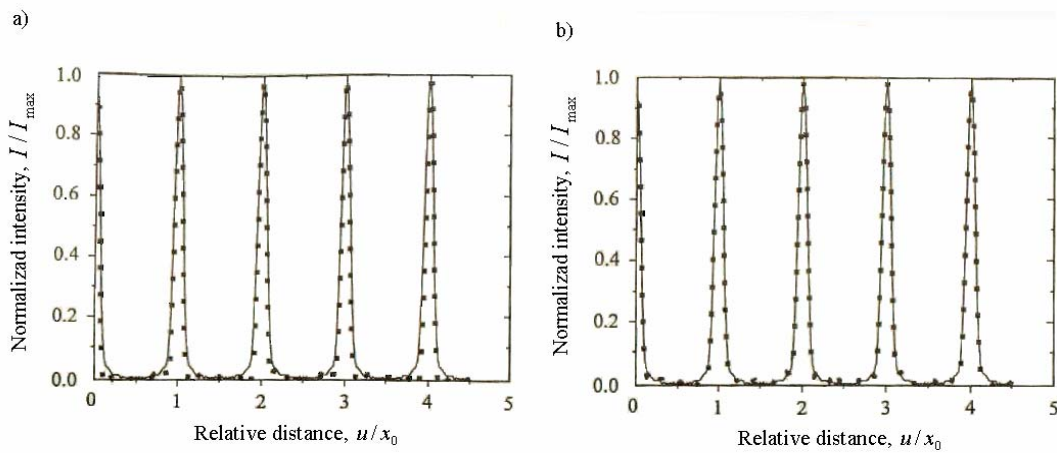 a)
1.0
0.8
0.6
0.4
0.2
0.0
Normalizad intensity, I / I max
0 1 2 3 4 5
Relative distance, u/x0
b)
1.0
0.8
0.6
0.4
0.2
0.0
Normalizad intensity, I / I max
0 1 2 3 4 5
Relative distance, u/x0